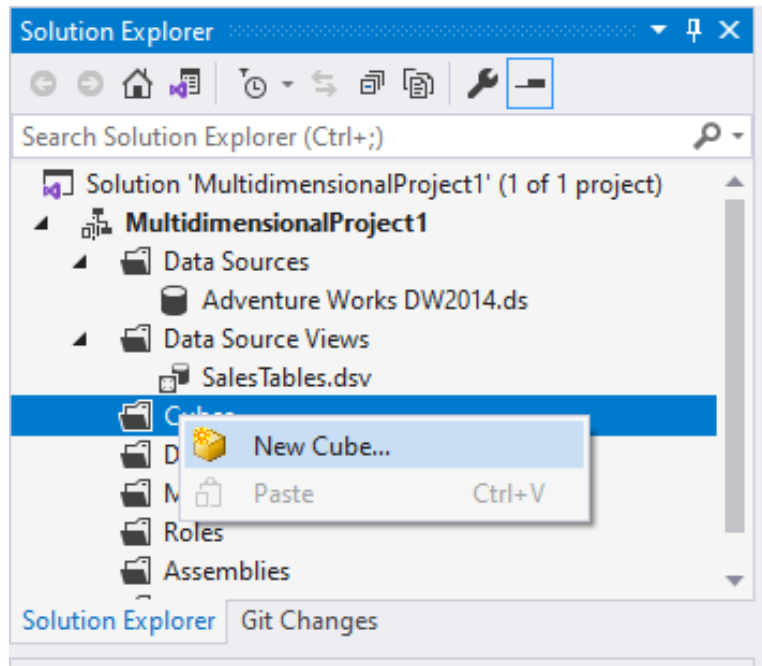 Solution Explorer
Search Solution Explorer (Ctrl+;)
Solution 'MultidimensionalProject1' (1 of 1 project)
MultidimensionalProject1
Data Sources
Adventure Works DW2014.ds
Data Source Views
SalesTables.dsv
New Cube...
Paste Ctrl+V
Roles
Assemblies
Solution Explorer Git Changes